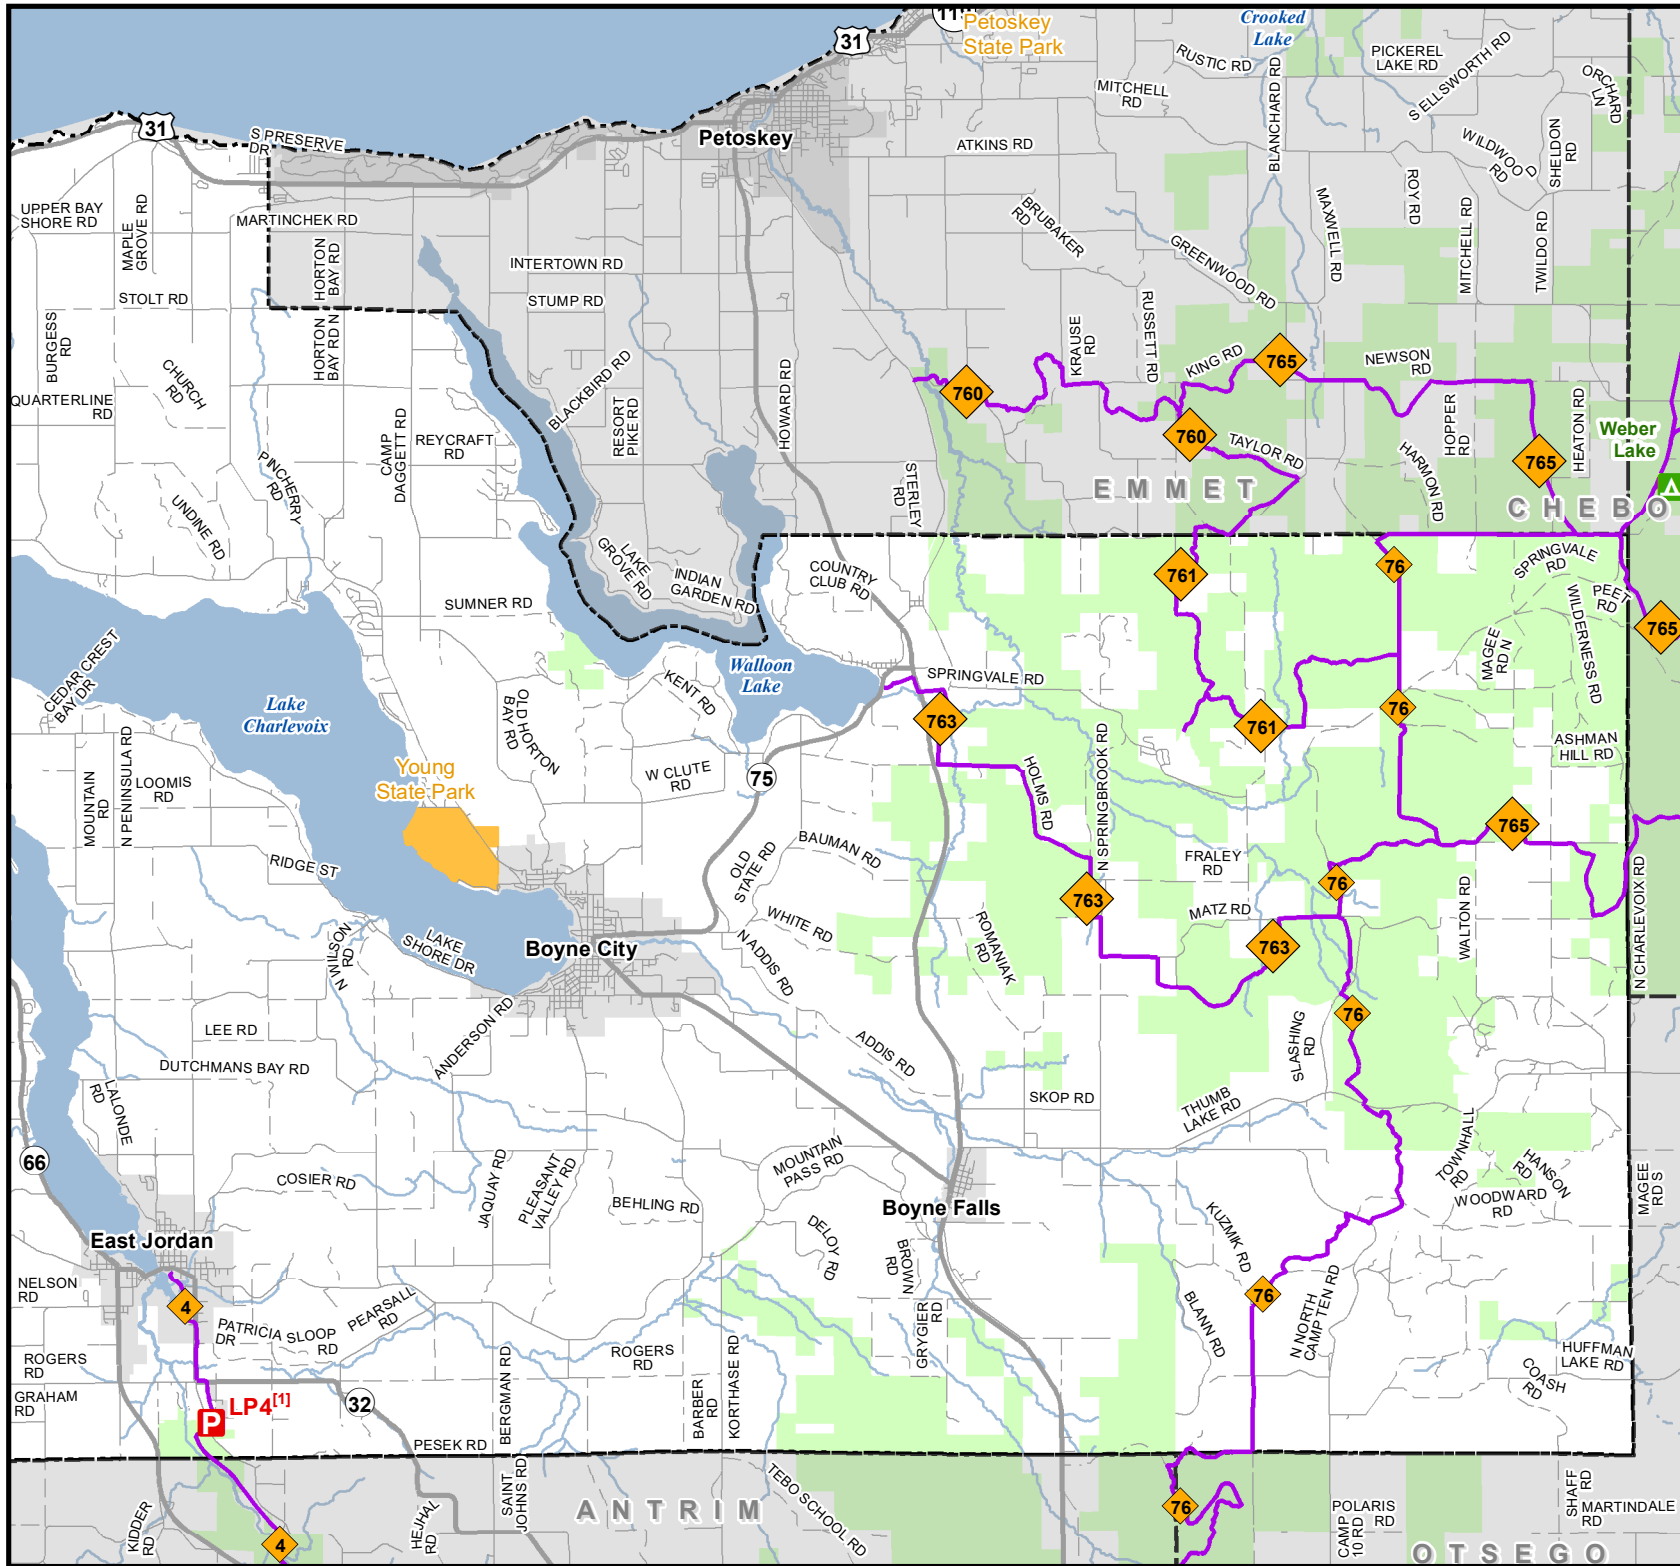 119
Petoskey
State Park
Crooked
Lake
31
RUSTIC RD
PICKEREL
LAKE RD
S ELLSWORTH RD
ORCHARD
LN
MITCHELL
RD
BLANCHARD RD
31
S PRESERVE
DR
Petoskey
ATKINS RD
WILDWOOD
RD
SHELDON
RD
UPPER BAY
SHORE RD
MAPLE
GROVE RD
MARTINCHEK RD
HORTON
BAY RD
INTERTOWN RD
STUMP RD
BRUBAKER
RD
GREENWOOD RD
MAXWELL RD
ROY RD
MITCHELL RD
TWILDO RD
STOLT RD
BURGESS
RD
HORTON
BAY RD N
CHURCH
RD
QUARTERLINE
RD
BLACKBIRD RD
RESORT
PIKE RD
HOWARD RD
KRAUSE
RD
RUSSETT RD
KING RD
765
NEWSON
RD
760
760
TAYLOR RD
HOPPER
RD
HARMON RD
HEATON RD
765
Weber
Lake
CAMP
DAGGETT RD
REYCRAFT
RD
PINCHERRY
RD
UNDINE RD
STERLEY
RD
EMMET
CHEBO
LAKE
GROVE RD
INDIAN
GARDEN RD
COUNTRY
CLUB RD
761
76
SPRINGVALE
RD
PEET
RD
WILDERNESS RD
765
SUMNER RD
CEDAR CREST
BAY DR
Lake
Charlevoix
OLD HORTON
BAY RD
KENT RD
Walloon
Lake
SPRINGVALE RD
MAGEE
RD N
763
761
76
ASHMAN
HILL RD
MOUNTAIN
RD
N PENINSULA RD
LOOMIS
RD
Young
State Park
W CLUTE
RD
75
HOLMS RD
N SPRINGBROOK RD
765
RIDGE ST
OLD
STATE RD
BAUMAN RD
FRALEY
RD
76
763
WHITE RD
MATZ RD
WALTON RD
N CHARLEVOIX RD
N WILSON
RD
LAKE
SHORE DR
Boyne City
N ADDIS RD
ROMANIAK
RD
763
76
ANDERSON RD
LEE RD
DUTCHMANS BAY RD
ADDIS RD
SLASHING
RD
LALONDE
RD
SKOP RD
THUMB
LAKE RD
66
COSIER RD
JAQUAY RD
PLEASANT
VALLEY RD
MOUNTAIN
PASS RD
BEHLING RD
Boyne Falls
TOWNHALL
RD
HANSON
RD
WOODWARD
RD
MAGEE
RD S
East Jordan
DELOY RD
BROWN
RD
KUZMIK RD
NELSON
RD
4
PATRICIA SLOOP
DR
PEARSALL
RD
RD
GRYGIER
RD
BLANN RD
76
N NORTH
CAMP TEN RD
ROGERS
RD
ROGERS
RD
HUFFMAN
LAKE RD
COASH
RD
GRAHAM
RD
P
LP4[1]
32
BERGMAN RD
BARBER
RD
KORTHASE RD
PESEK RD
KIDDER
RD
4
HEJHAL
RD
SAINT
JOHNS RD
ANTRIM
TEBO SCHOOL RD
76
CAMP
10 RD
POLARIS
RD
SHAFF
RD
MARTINDALE
RD
OTSEGO